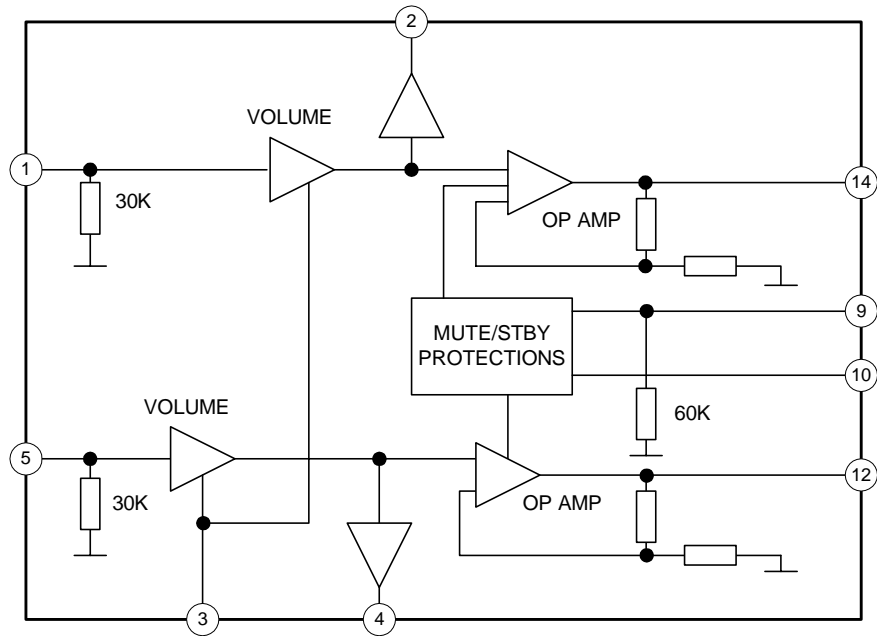 2
VOLUME
1
30K
OP AMP
14
9
MUTE/STBY
PROTECTIONS
10
VOLUME
60K
5
30K
OP AMP
12
3
4